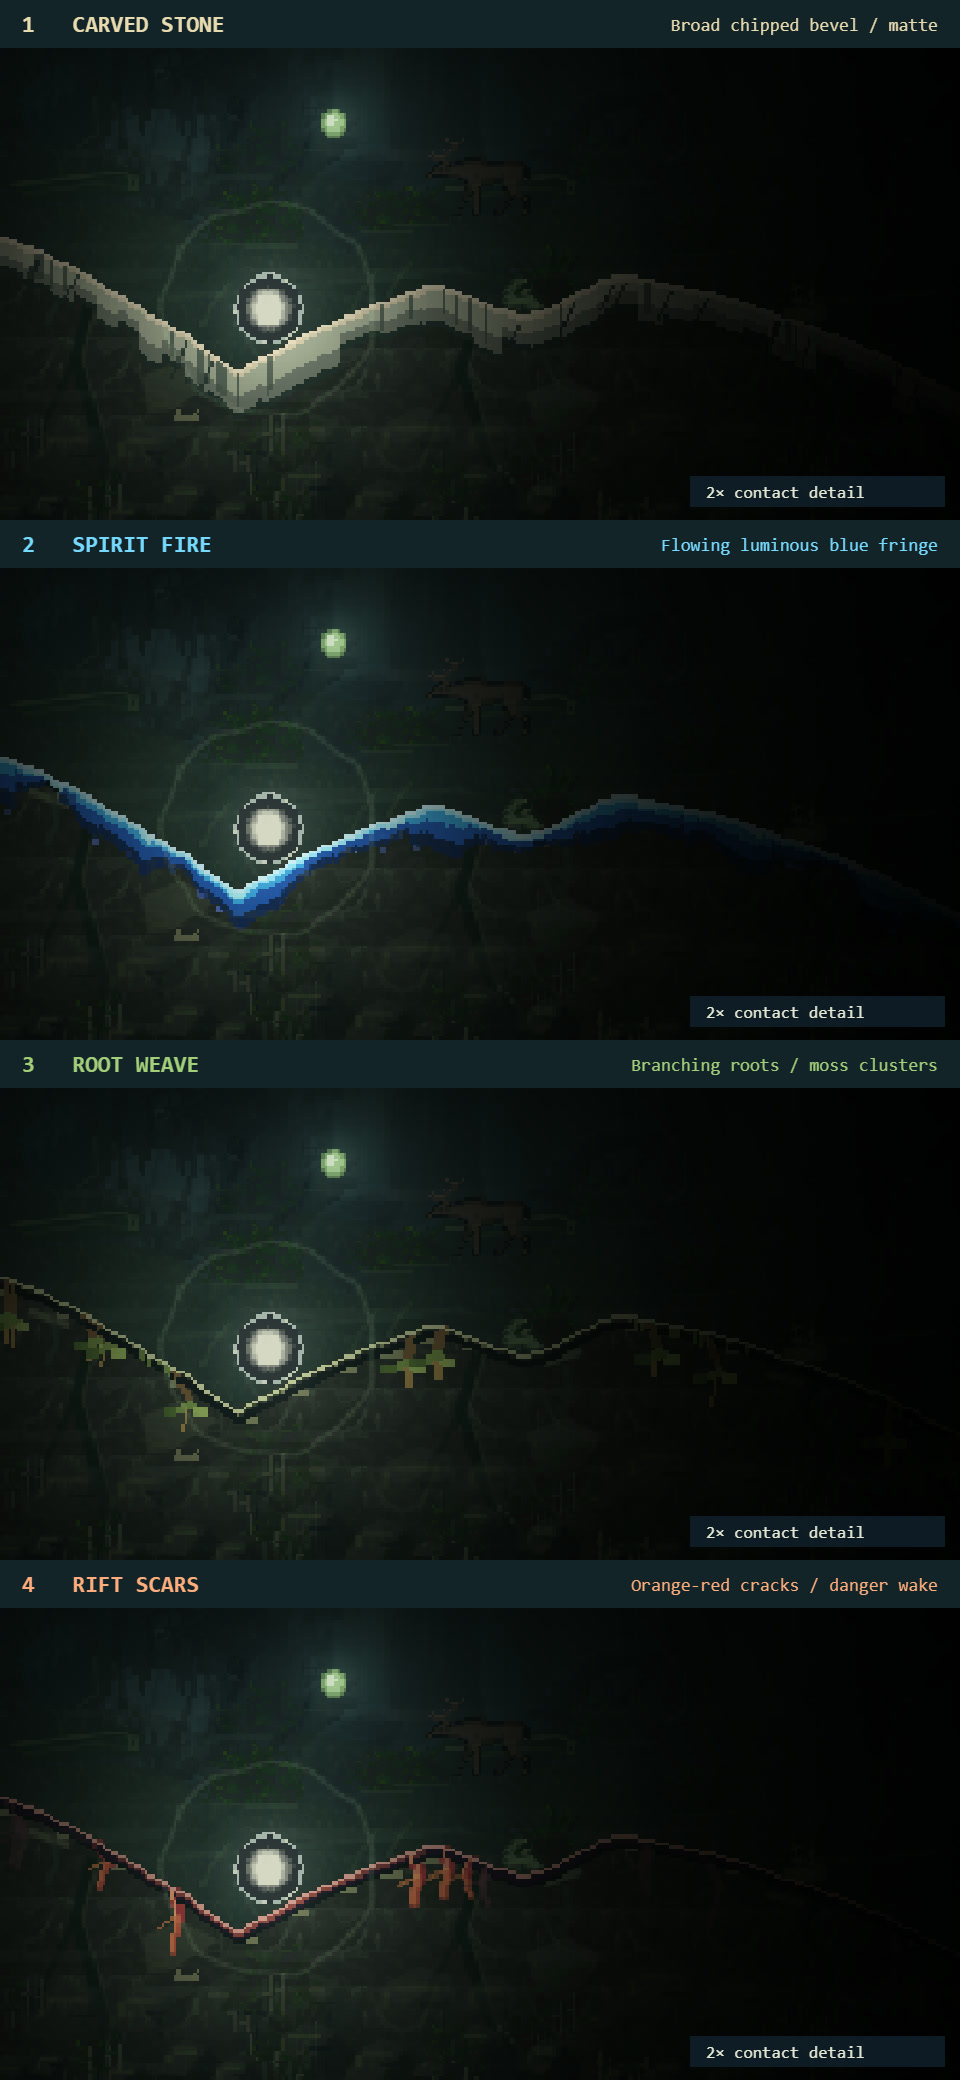 1 CARVED STONE Broad chipped bevel / matte
2× contact detail
2 SPIRIT FIRE Flowing luminous blue fringe
2× contact detail
3 ROOT WEAVE Branching roots / moss clusters
2× contact detail
4 RIFT SCARS Orange-red cracks / danger wake
2× contact detail